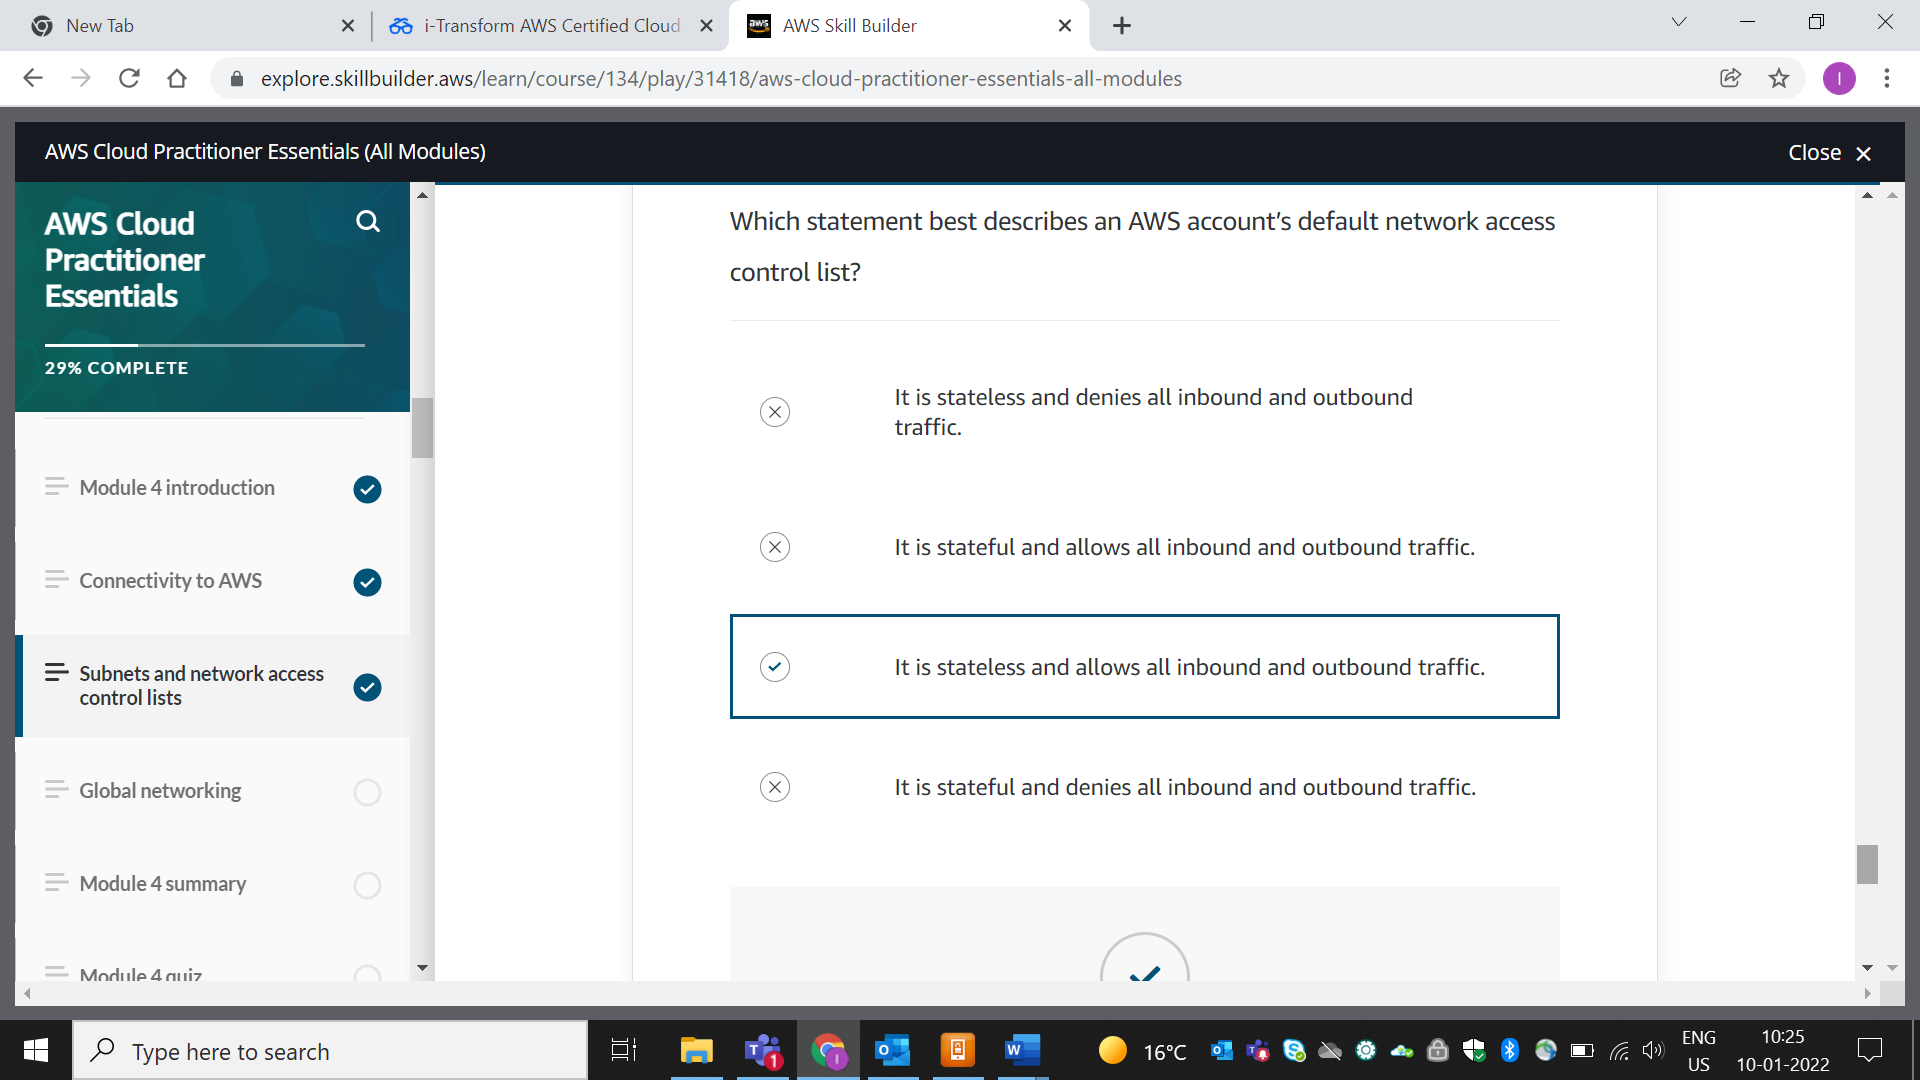 New Tab
i-Transform AWS Certified Cloud
aws
AWS Skill Builder
explore.skillbuilder.aws/learn/course/134/play/31418/aws-cloud-practitioner-essentials-all-modules
I
AWS Cloud Practitioner Essentials (All Modules)
Close
AWS Cloud
Practitioner
Essentials
29% COMPLETE
Module 4 introduction
Connectivity to AWS
Subnets and network access
control lists
Global networking
Module 4 summary
Module 4 quiz
Which statement best describes an AWS account’s default network access
control list?
It is stateless and denies all inbound and outbound
traffic.
It is stateful and allows all inbound and outbound traffic.
It is stateless and allows all inbound and outbound traffic.
It is stateful and denies all inbound and outbound traffic.
Type here to search
16°C
ENG
US
10:25
10-01-2022